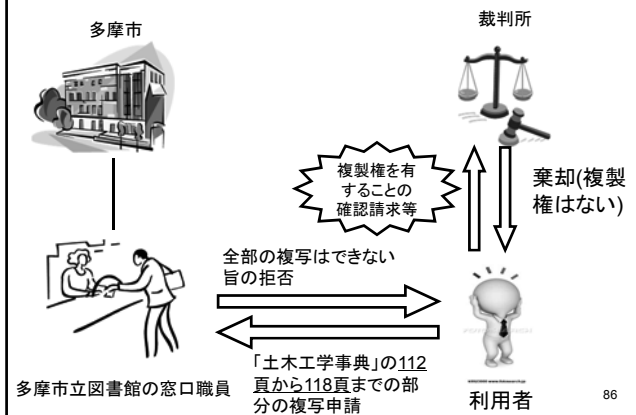 多摩市
裁判所
複製権を有
することの
確認請求等
棄却(複製
権はない)
全部の複写はできない
旨の拒否
「土木工学事典」の112
頁から118頁までの部
分の複写申請
多摩市立図書館の窓口職員
利用者
86